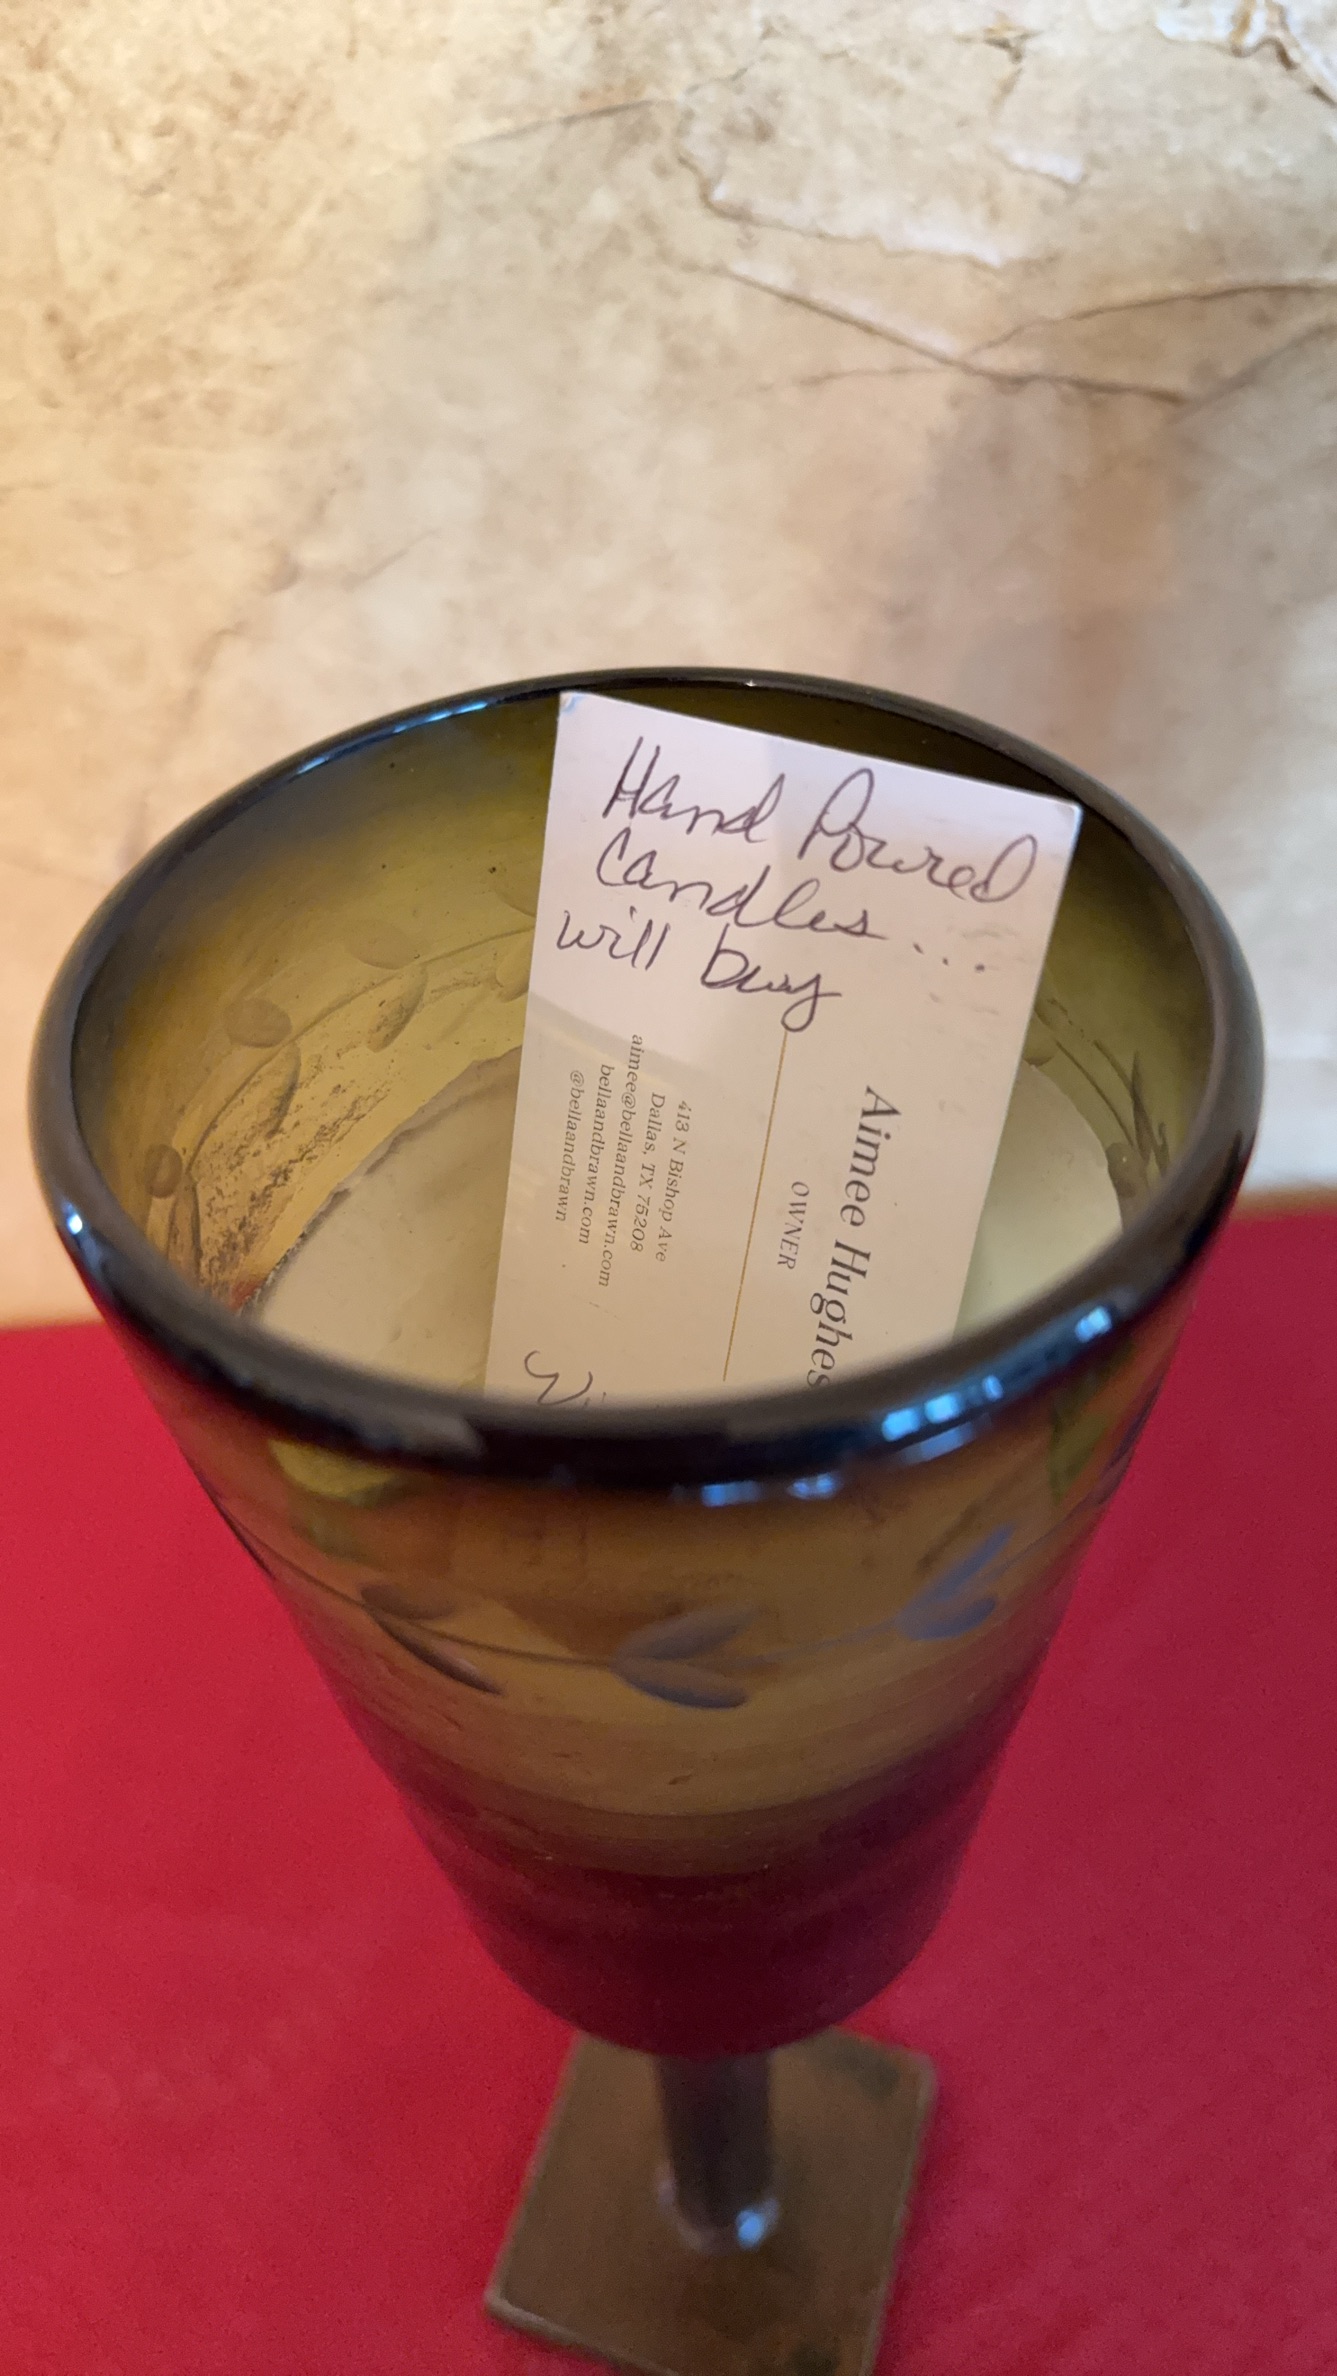 Hand Poured
candles...
will buy
Aimee Hughes
OWNER
413 N Bishop Ave
Dallas, TX 75208
aimee@bellaandbrawn.com
bellaandbrawn.com
@bellaandbrawn